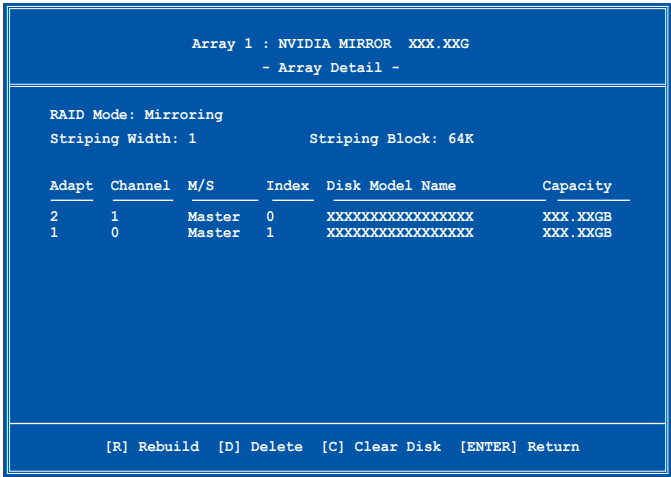 Array 1 : NVIDIA MIRROR XXX.XXG
- Array Detail -
RAID Mode: Mirroring
Striping Width: 1 Striping Block: 64K
Adapt Channel M/S Index Disk Model Name Capacity
2 1 Master 0 XXXXXXXXXXXXXXXXX XXX.XXGB
1 0 Master 1 XXXXXXXXXXXXXXXXX XXX.XXGB
[R] Rebuild [D] Delete [C] Clear Disk [ENTER] Return